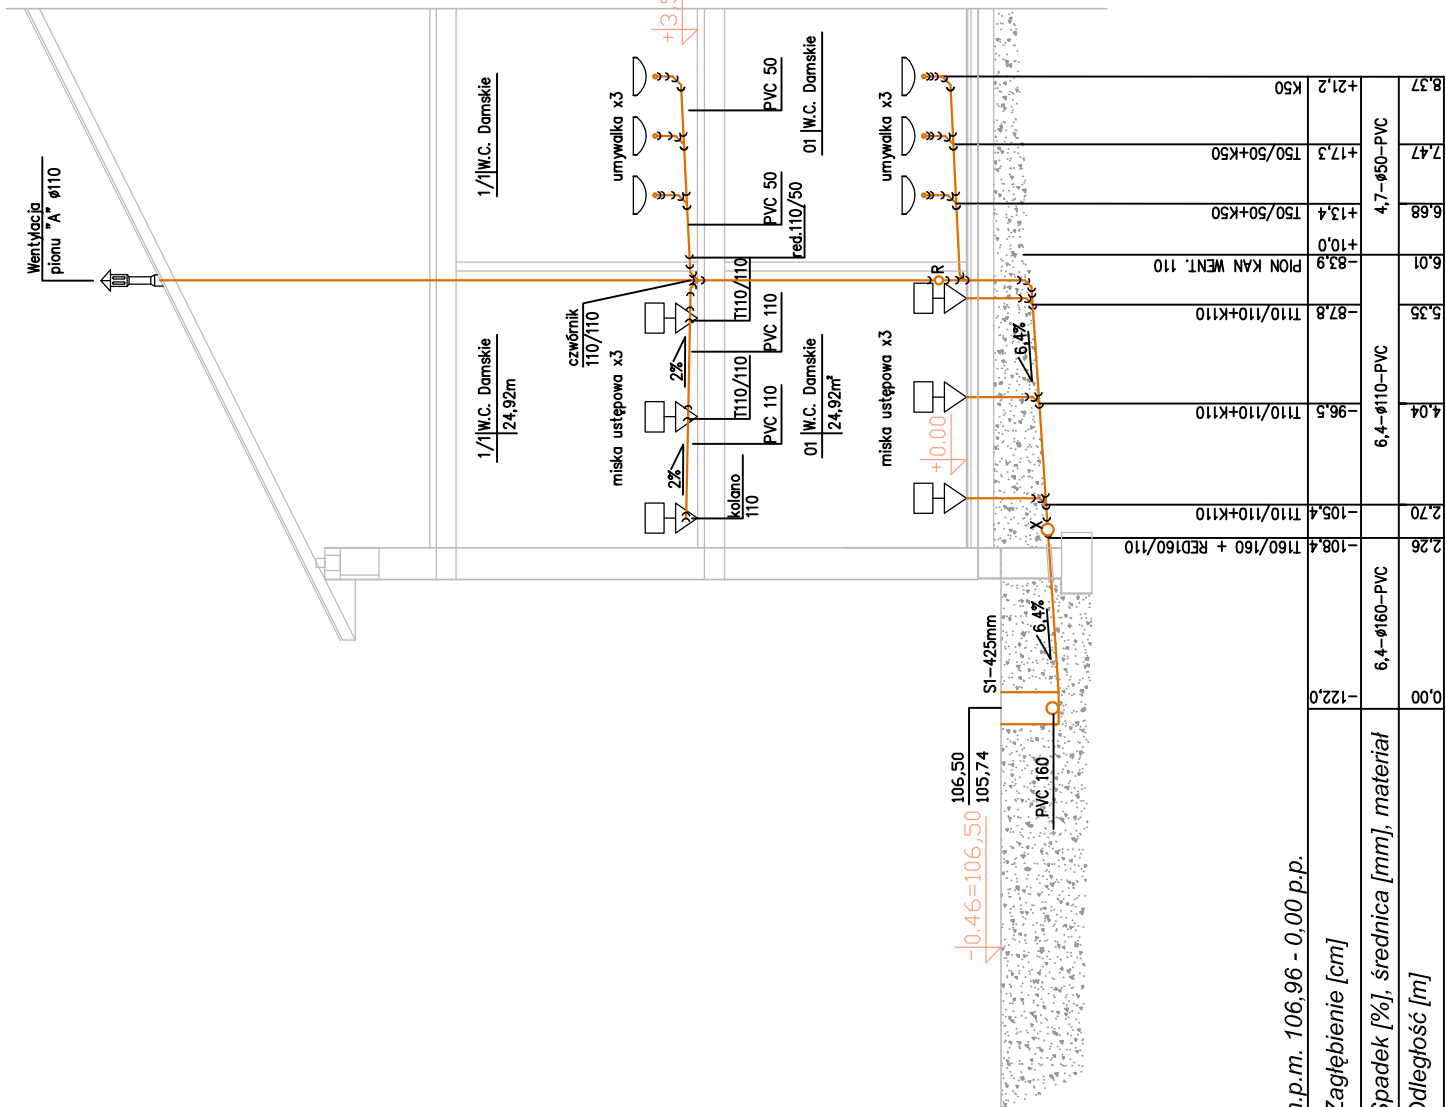 Wentylacja
pionu "A" ø110
1/1|W.C. Damskie
1/1|W.C. Damskie
24,92m
umywalka x3
miska ustępowa x3
czwórnik
110/110
PVC 50
PVC 50
red.110/50
T110/110
PVC 110
T110/110
PVC 110
2%
2%
kolano
110
01|W.C. Damskie
01|W.C. Damskie
24,92m²
umywalka x3
miska ustępowa x3
+0.00
R
X
6,4%
6,4%
S1-425mm
106,50
105,74
PVC 160
-0,46=106,50
K50
T50/50+K50
T50/50+K50
PION KAN WENT. 110
T110/110+K110
T110/110+K110
T110/110+K110
T160/160 + RED160/110
106,96 - 0,00 p.p.
Zagłębienie [cm]
-122,0
-108,4
-105,4
-96,5
-87,8
-83,9
+10,0
+13,4
+17,3
+21,2
Spadek [%], średnica [mm], materiał
6,4-ø160-PVC
6,4-ø110-PVC
4,7-ø50-PVC
Odległość [m]
0,00
2,26
2,70
4,04
5,35
6,01
6,68
7,47
8,37